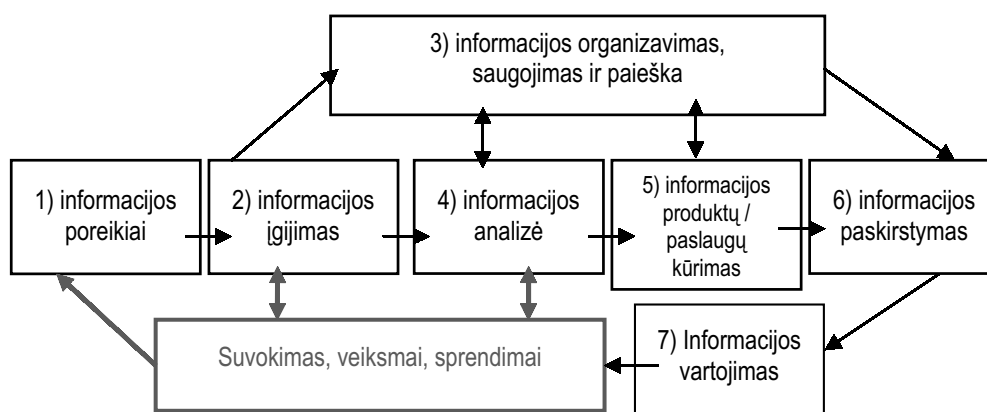 3) informacijos organizavimas,
saugojimas ir paieška
1) informacijos
poreikiai
2) informacijos
įgijimas
4) informacijos
analizė
5) informacijos
produktų /
paslaugų
kūrimas
6) informacijos
paskirstymas
Suvokimas, veiksmai, sprendimai
7) Informacijos
vartojimas